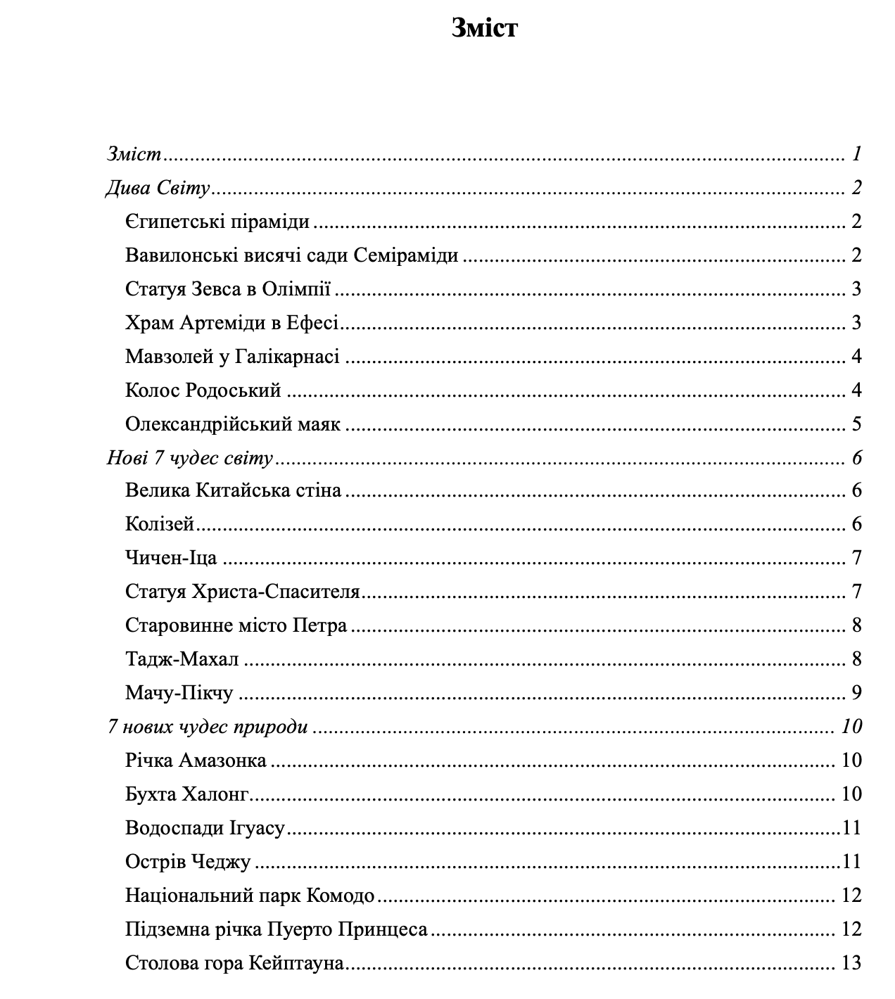 Зміст
Зміст.......... 1
Дива Світу.......... 2
Єгипетські піраміди.......... 2
Вавилонські висячі сади Семіраміди.......... 2
Статуя Зевса в Олімпії.......... 3
Храм Артеміди в Ефесі.......... 3
Мавзолей у Галікарнасі.......... 4
Колос Родоський.......... 4
Олександрійський маяк.......... 5
Нові 7 чудес світу.......... 6
Велика Китайська стіна.......... 6
Колізей.......... 6
Чичен-Іца.......... 7
Статуя Христа-Спасителя.......... 7
Старовинне місто Петра.......... 8
Тадж-Махал.......... 8
Мачу-Пікчу.......... 9
7 нових чудес природи.......... 10
Річка Амазонка.......... 10
Бухта Халонг.......... 10
Водоспади Ігуасу.......... 11
Острів Чеджу.......... 11
Національний парк Комодо.......... 12
Підземна річка Пуерто Принцеса.......... 12
Столова гора Кейптауна.......... 13